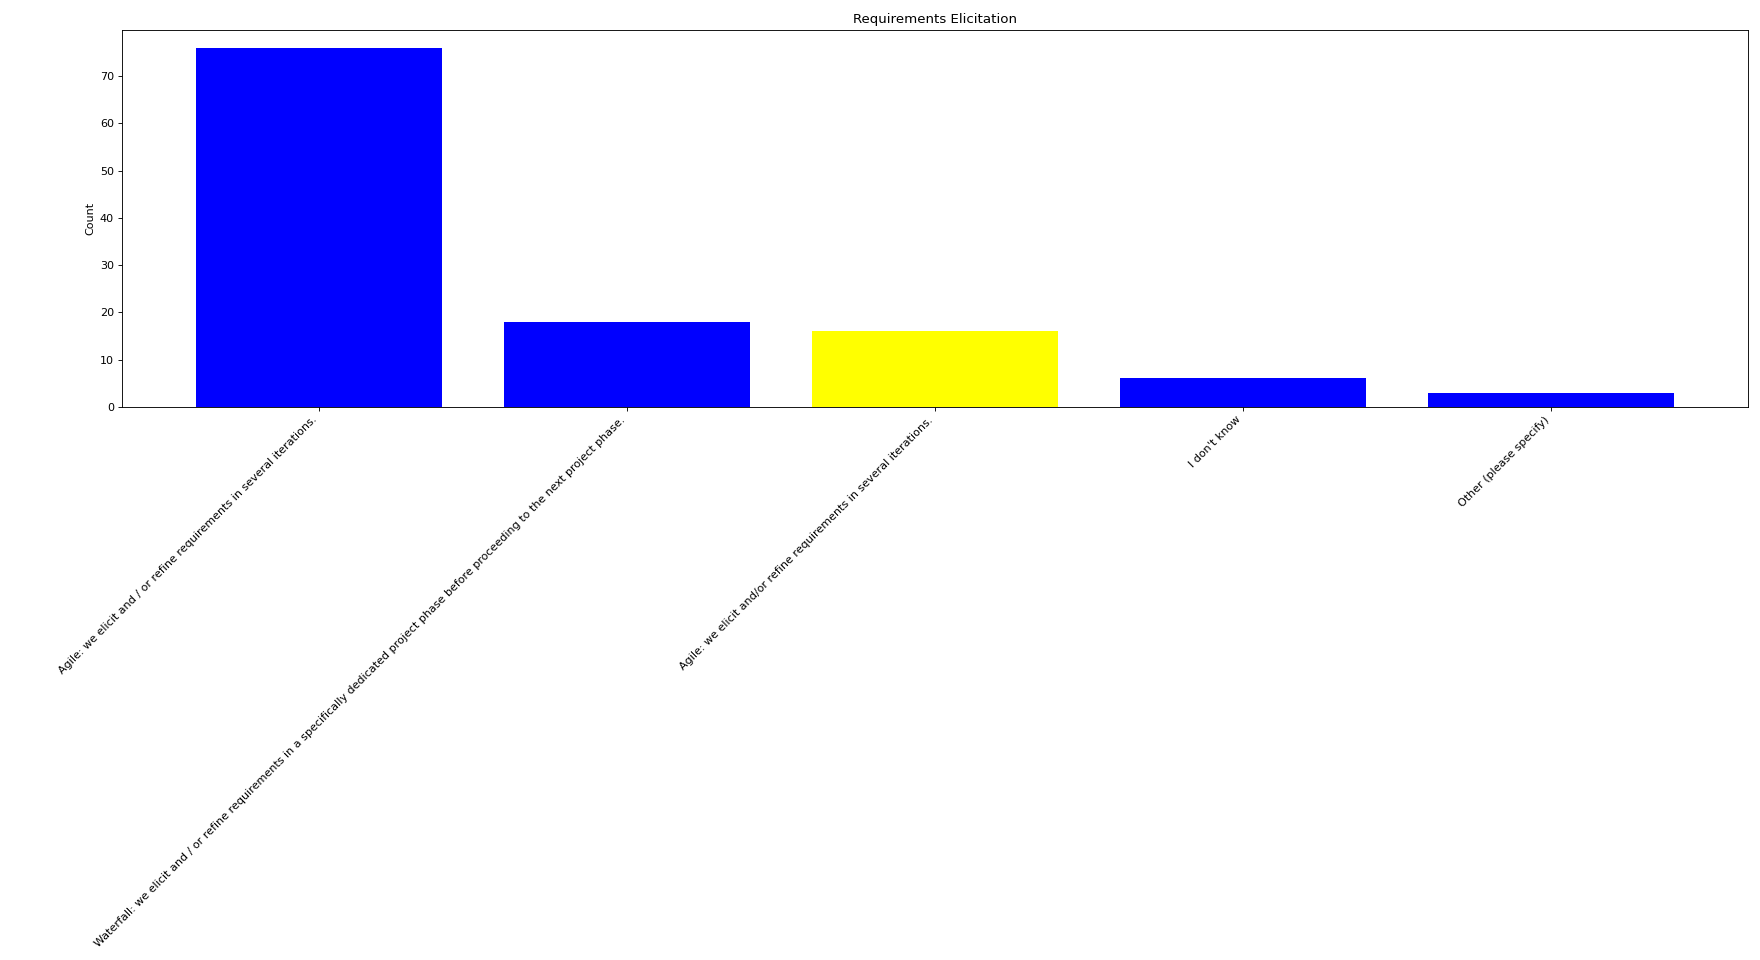 Requirements Elicitation
Count
70
60
50
40
30
20
10
0
Agile: we elicit and / or refine requirements in several iterations.
Waterfall: we elicit and / or refine requirements in a specifically dedicated project phase before proceeding to the next project phase.
Agile: we elicit and/or refine requirements in several iterations.
I don't know
Other (please specify)